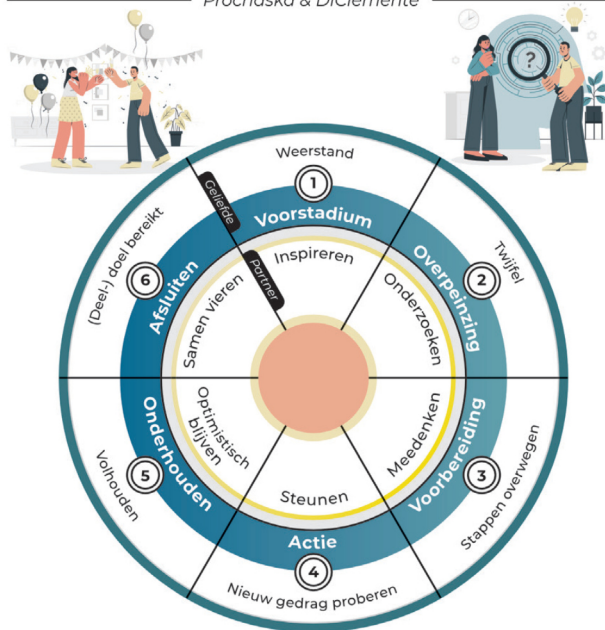 Prochaska & DiClemente
?
Weerstand
1
Voorstadium
Inspireren
Geliefde
Partner
Twijfel
2
Overpeinzing
Onderzoeken
Stappen overwegen
3
Voorbereiding
Meedenken
Steunen
Actie
4
Nieuw gedrag proberen
Volhouden
5
Onderhouden
Optimistisch
blijven
(Deel-) doel bereikt
6
Afsluiten
Samen vieren